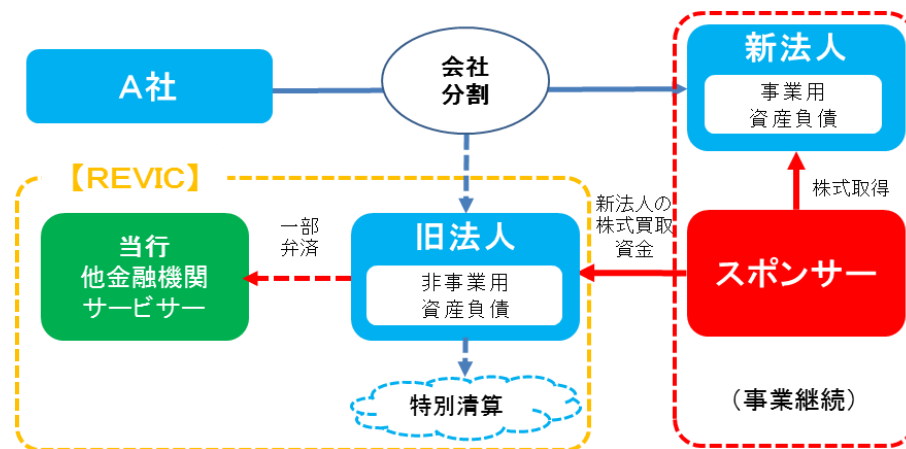 A社
会社
分割
新法人
事業用
資産負債
株式取得
スポンサー
(事業継続)
【REVIC】
当行
他金融機関
サービサー
一部
弁済
旧法人
非事業用
資産負債
新法人の
株式買取
資金
特別清算